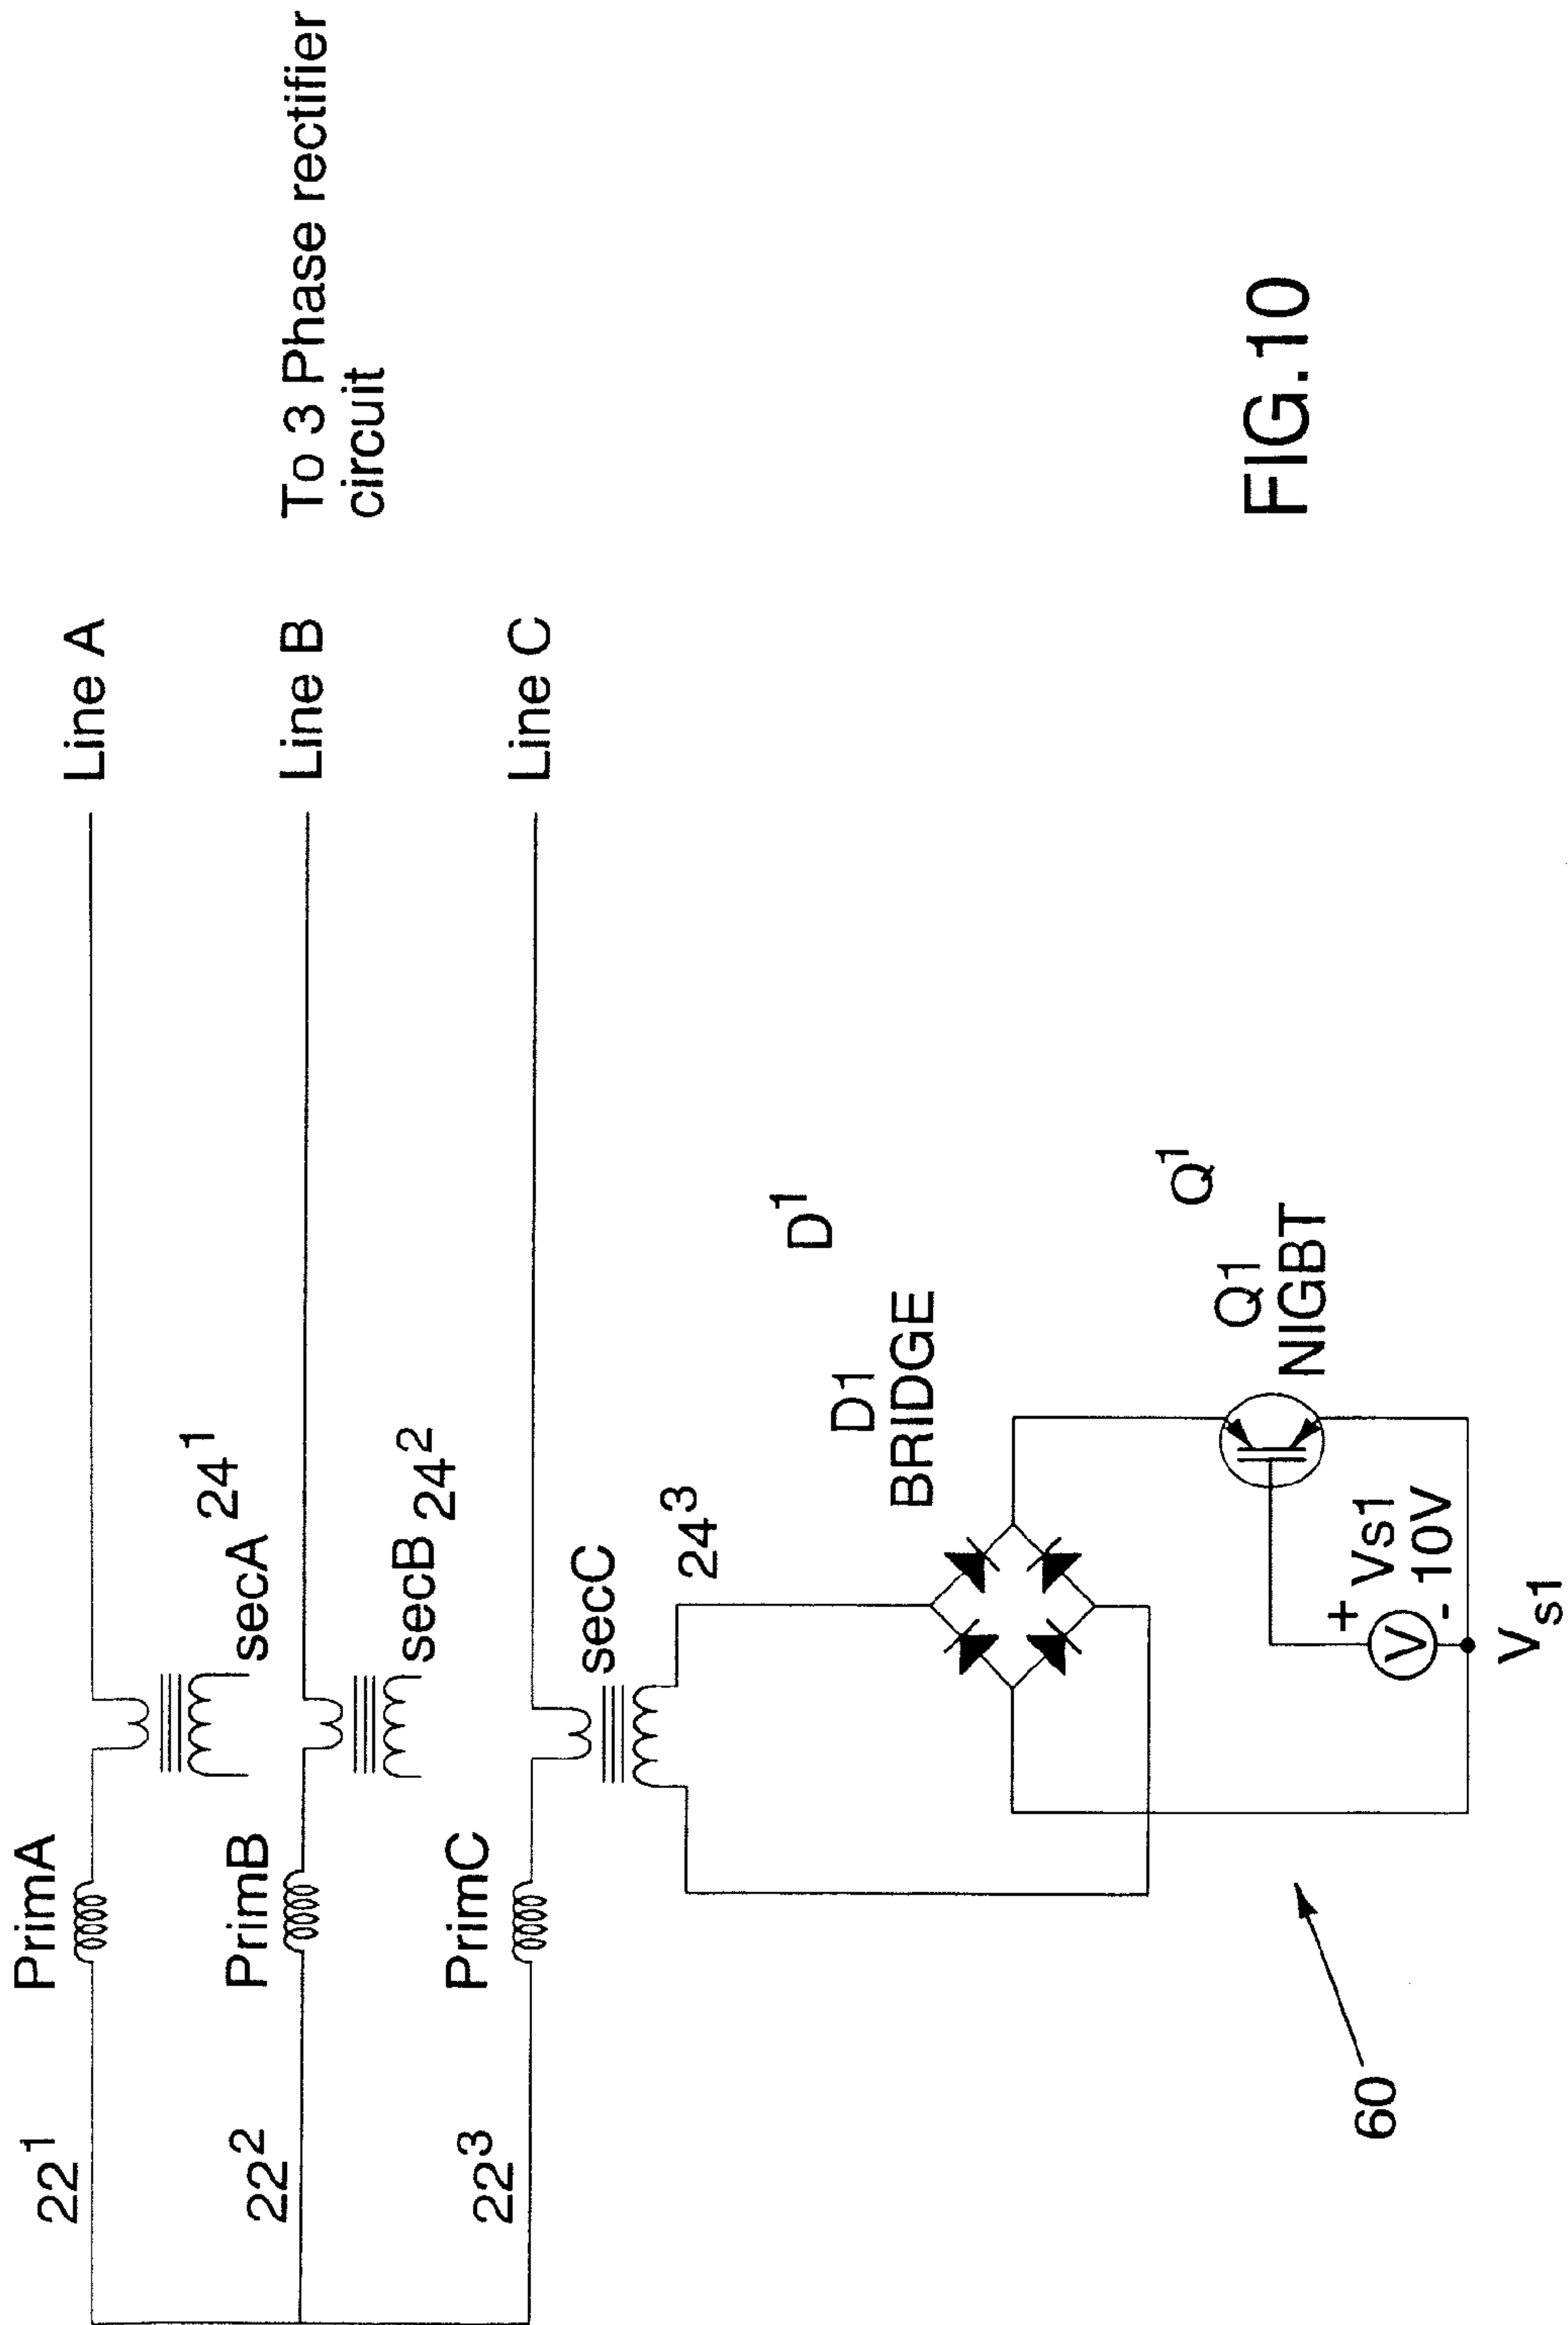 22¹
PrimA
Line A
secA
24¹
22²
PrimB
Line B
To 3 Phase rectifier
circuit
secB
24²
22³
PrimC
Line C
secC
24³
D¹
D1
BRIDGE
Q¹
Q1
NIGBT
+
Vs1
V
- 10V
Vs1
60
FIG.10